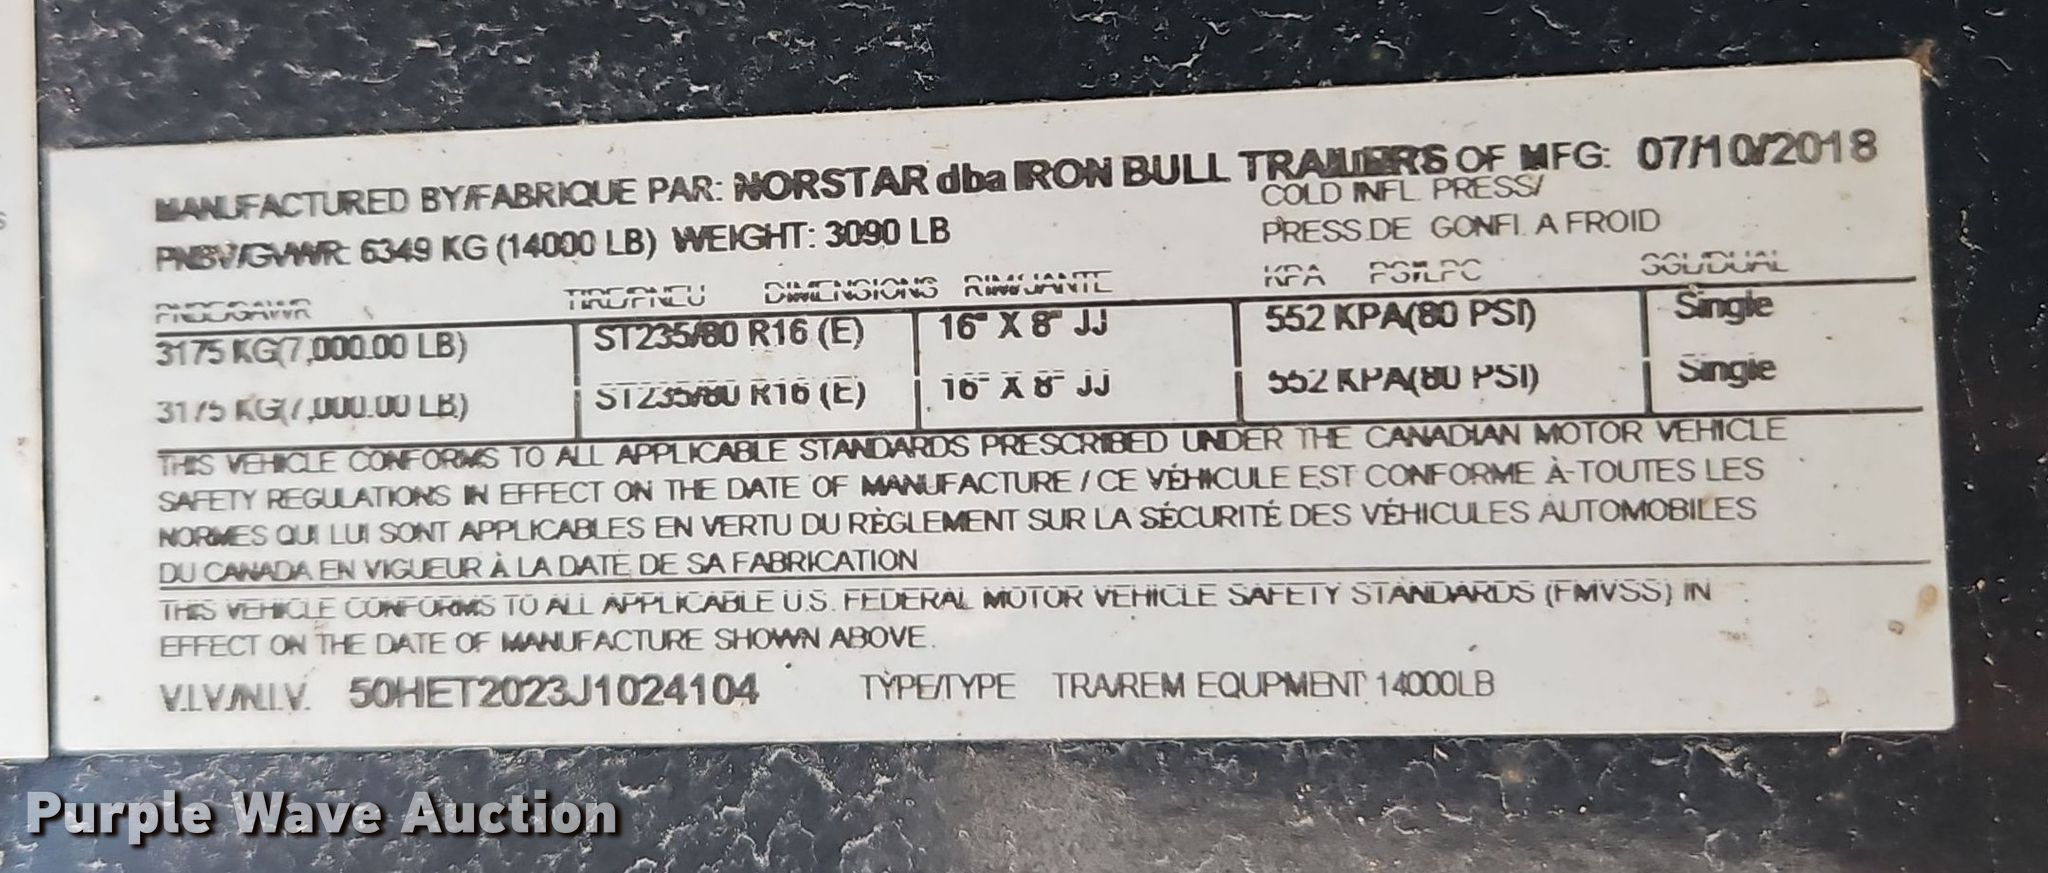 MANUFACTURED BY/FABRIQUE PAR: NORSTAR dba IRON BULL TRAILERS OF MFG: 07/10/2018
PNBV/GVWR: 6349 KG (14000 LB) WEIGHT: 3090 LB
COLD INFL. PRESS/
PRESS.DE GONFL. A FROID
PNBE/GAWR TIRE/PNEU DIMENSIONS RIM/JANTE KPA PSI/LPC SGL/DUAL
3175 KG(7,000.00 LB) ST235/80 R16 (E) 16" X 8" JJ 552 KPA(80 PSI) Single
3175 KG(7,000.00 LB) ST235/80 R16 (E) 16" X 8" JJ 552 KPA(80 PSI) Single
THIS VEHICLE CONFORMS TO ALL APPLICABLE STANDARDS PRESCRIBED UNDER THE CANADIAN MOTOR VEHICLE
SAFETY REGULATIONS IN EFFECT ON THE DATE OF MANUFACTURE / CE VÉHICULE EST CONFORME À TOUTES LES
NORMES QUI LUI SONT APPLICABLES EN VERTU DU RÈGLEMENT SUR LA SÉCURITÉ DES VÉHICULES AUTOMOBILES
DU CANADA EN VIGUEUR À LA DATE DE SA FABRICATION
THIS VEHICLE CONFORMS TO ALL APPLICABLE U.S. FEDERAL MOTOR VEHICLE SAFETY STANDARDS (FMVSS) IN
EFFECT ON THE DATE OF MANUFACTURE SHOWN ABOVE.
V.I.V./N.I.V. 50HET2023J1024104 TYPE/TYPE TRA/REM EQUPMENT 14000LB
Purple Wave Auction